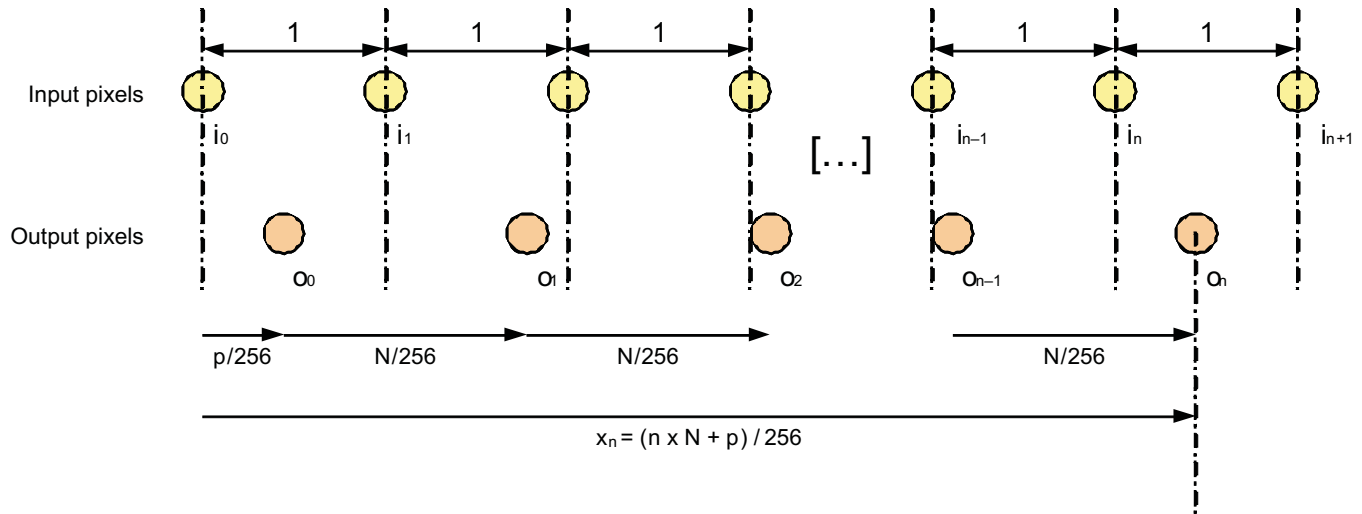 1 1 1 1 1
Input pixels
i0 i1 in–1 in in+1
[...]
Output pixels
o0 o1 o2 on–1 on
p/256 N/256 N/256 N/256
xn = (n x N + p) / 256